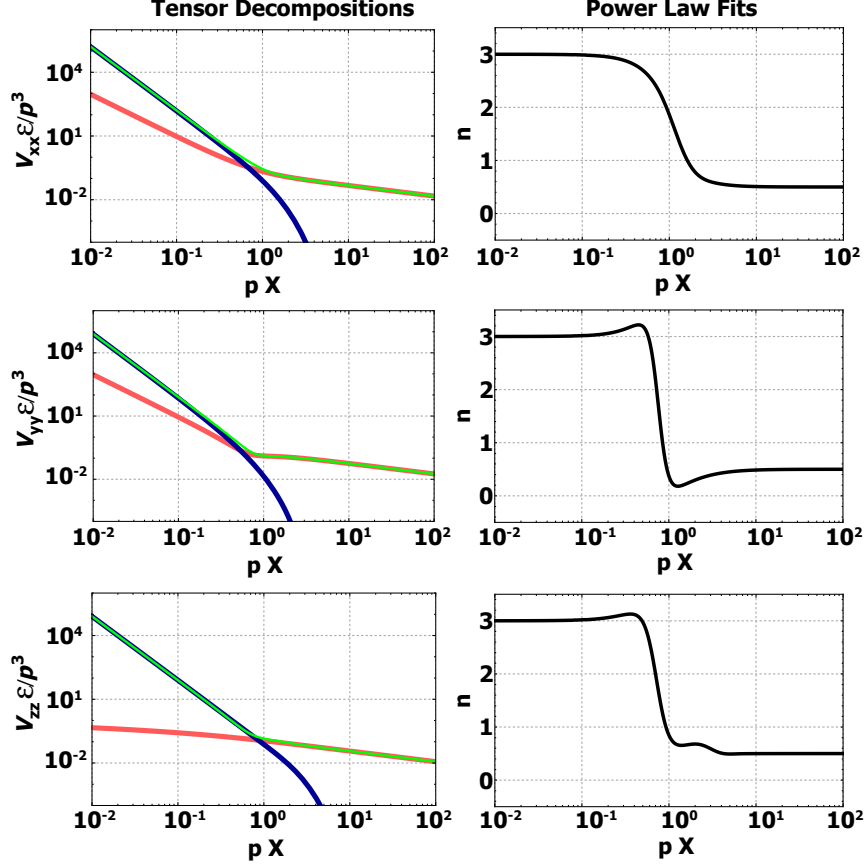 Tensor Decompositions
Power Law Fits
V_xx ε/p³
10⁴
10¹
10⁻²
10⁻² 10⁻¹ 10⁰ 10¹ 10²
p X
n
3
2
1
0
10⁻² 10⁻¹ 10⁰ 10¹ 10²
p X
V_yy ε/p³
10⁴
10¹
10⁻²
10⁻² 10⁻¹ 10⁰ 10¹ 10²
p X
n
3
2
1
0
10⁻² 10⁻¹ 10⁰ 10¹ 10²
p X
V_zz ε/p³
10⁴
10¹
10⁻²
10⁻² 10⁻¹ 10⁰ 10¹ 10²
p X
n
3
2
1
0
10⁻² 10⁻¹ 10⁰ 10¹ 10²
p X